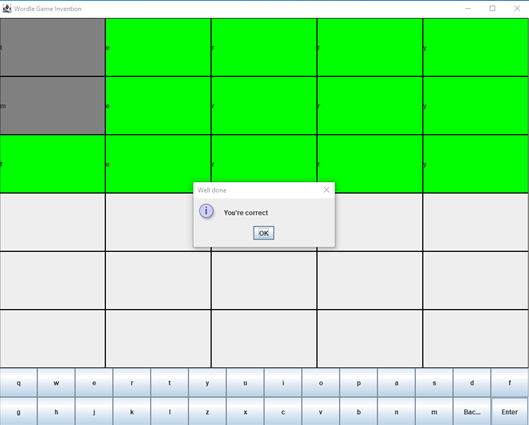 Wordle Game Invention
t e r r y
m e r r y
f e r r y
Well done
You're correct
OK
q w e r t y u i o p a s d f
g h j k l z x c v b n m Bac... Enter